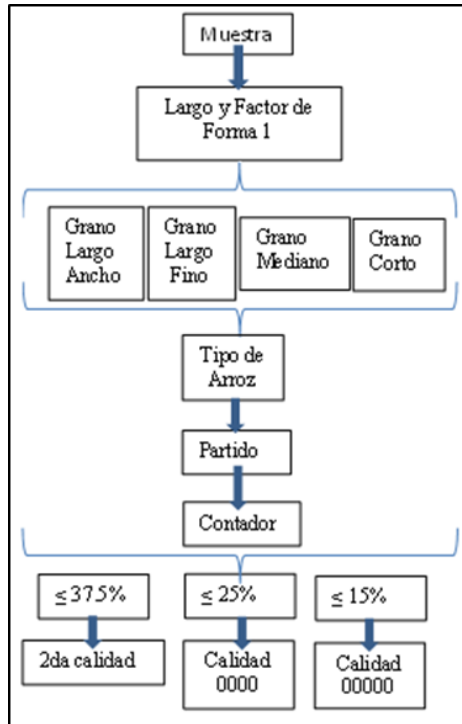 Muestra
Largo y Factor de
Forma 1
Grano
Largo
Ancho
Grano
Largo
Fino
Grano
Mediano
Grano
Corto
Tipo de
Arroz
Partido
Contador
≤ 37.5%
≤ 25%
≤ 15%
2da calidad
Calidad
0000
Calidad
00000